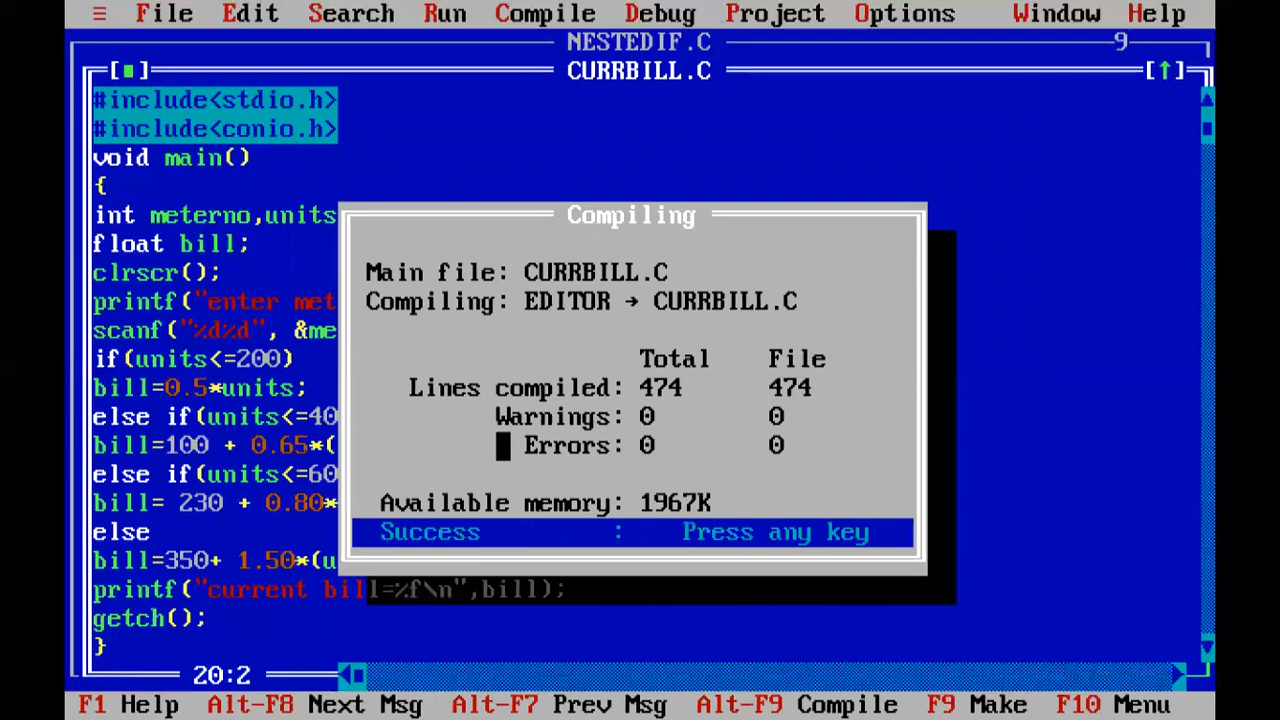 ≡ File Edit Search Run Compile Debug Project Options Window Help
NESTEDIF.C 9
[■] CURRBILL.C [↑]
#include<stdio.h>
#include<conio.h>
void main()
{
int meterno,units
float bill;
clrscr();
printf("enter met
scanf("%d%d", &me
if(units<=200)
bill=0.5*units;
else if(units<=40
bill=100 + 0.65*(
else if(units<=60
bill= 230 + 0.80*
else
bill=350+ 1.50*(u
printf("current bill=%f\n",bill);
getch();
}
Compiling
Main file: CURRBILL.C
Compiling: EDITOR → CURRBILL.C
Total File
Lines compiled: 474 474
Warnings: 0 0
Errors: 0 0
Available memory: 1967K
Success : Press any key
20:2
F1 Help Alt-F8 Next Msg Alt-F7 Prev Msg Alt-F9 Compile F9 Make F10 Menu